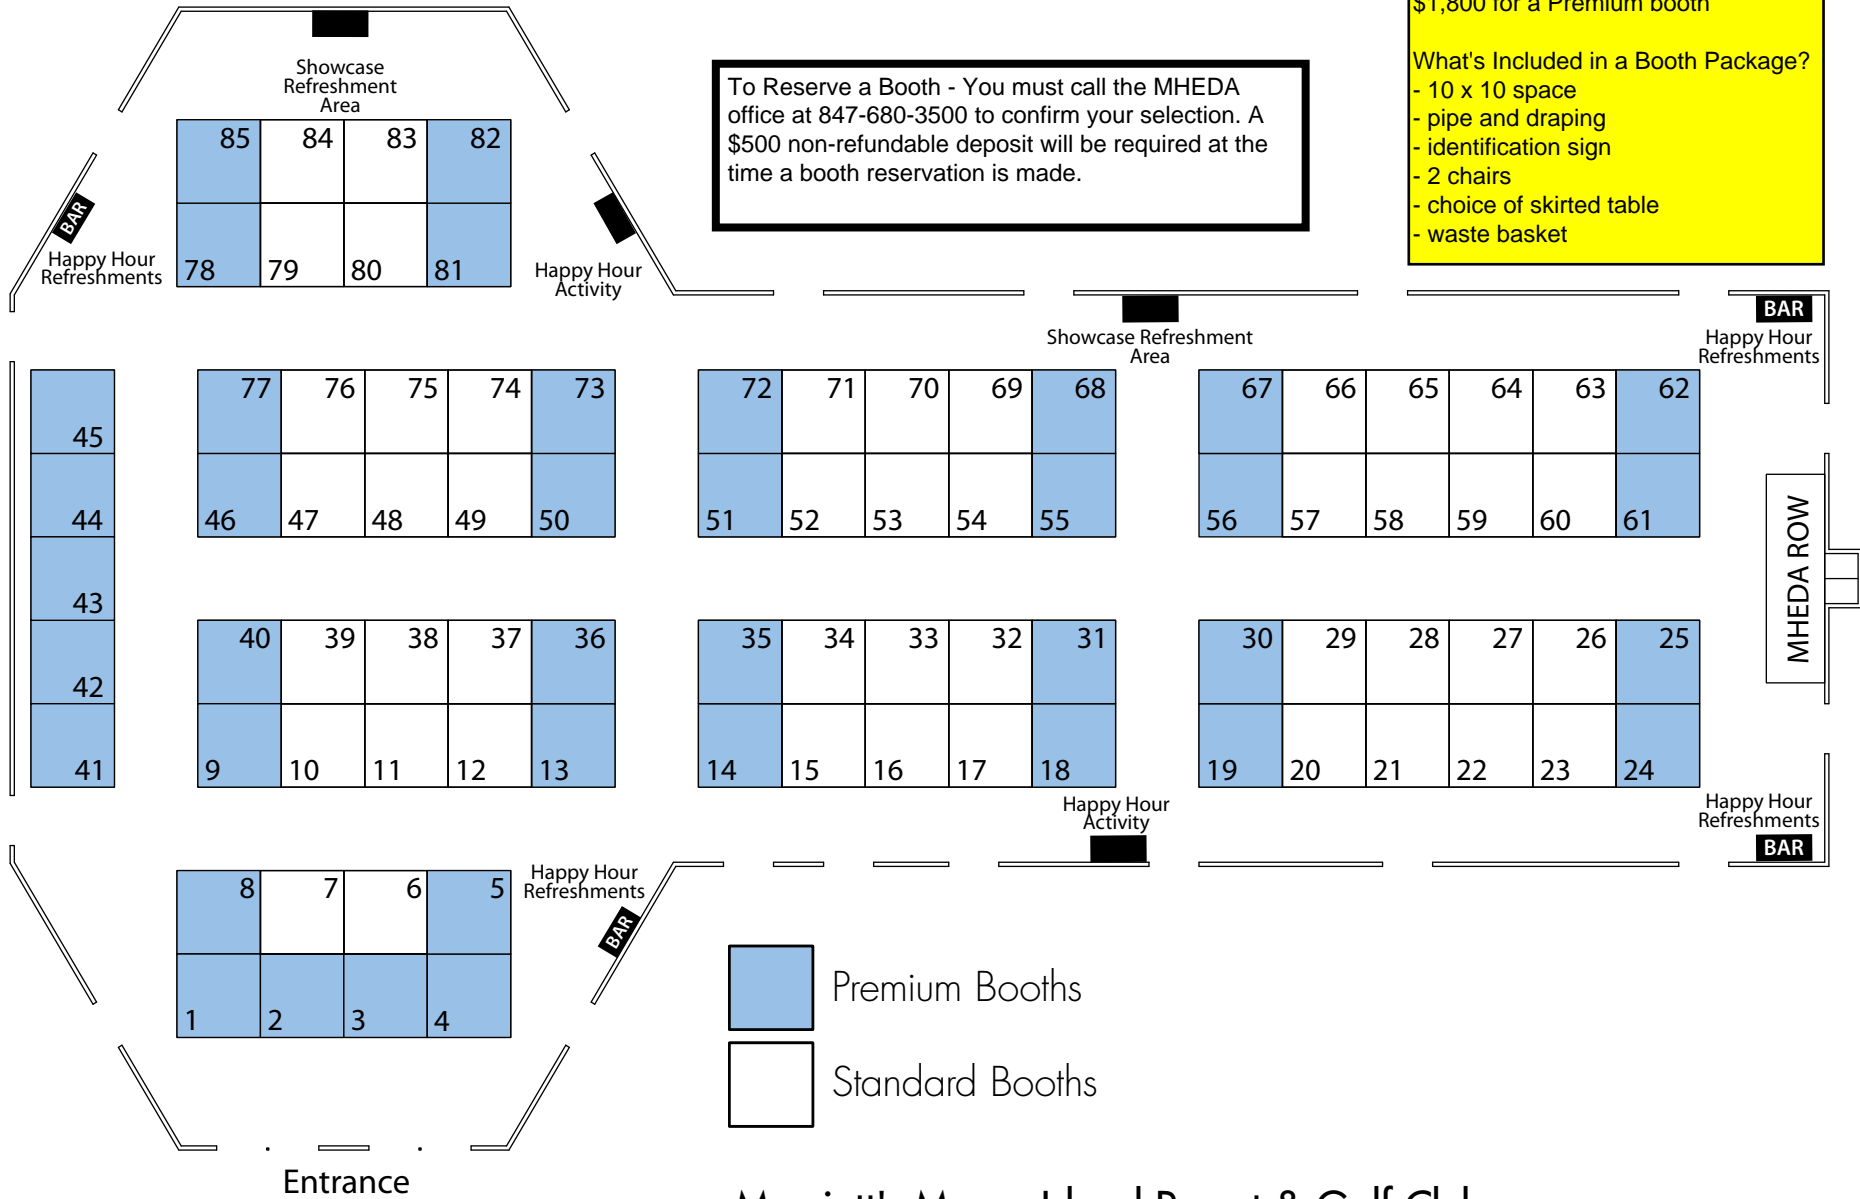 $1,800 for a Premium booth
What's Included in a Booth Package?
- 10 x 10 space
- pipe and draping
- identification sign
- 2 chairs
- choice of skirted table
- waste basket
To Reserve a Booth - You must call the MHEDA
office at 847-680-3500 to confirm your selection. A
$500 non-refundable deposit will be required at the
time a booth reservation is made.
Showcase
Refreshment
Area
85 84 83 82
78 79 80 81
BAR
Happy Hour
Refreshments
Happy Hour
Activity
Showcase Refreshment
Area
BAR
Happy Hour
Refreshments
45
44
43
42
41
77 76 75 74 73
46 47 48 49 50
72 71 70 69 68
51 52 53 54 55
67 66 65 64 63 62
56 57 58 59 60 61
MHEDA ROW
40 39 38 37 36
9 10 11 12 13
35 34 33 32 31
14 15 16 17 18
30 29 28 27 26 25
19 20 21 22 23 24
Happy Hour
Activity
Happy Hour
Refreshments
BAR
8 7 6 5
1 2 3 4
Happy Hour
Refreshments
BAR
Premium Booths
Standard Booths
Entrance
Marriott's Marco Island Resort & Golf Club